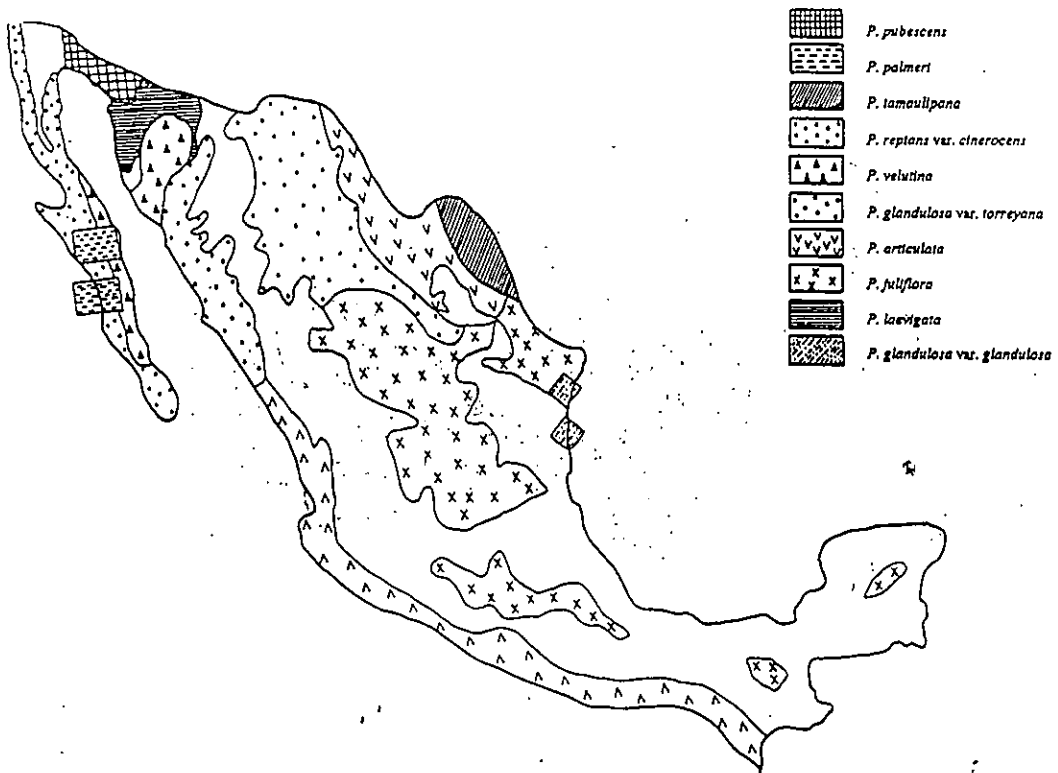 P. pubescens
P. palmeri
P. tamaulipana
P. reptans var. cinerocens
P. velutina
P. glandulosa var. torreyana
P. articulata
P. juliflora
P. laevigata
P. glandulosa var. glandulosa